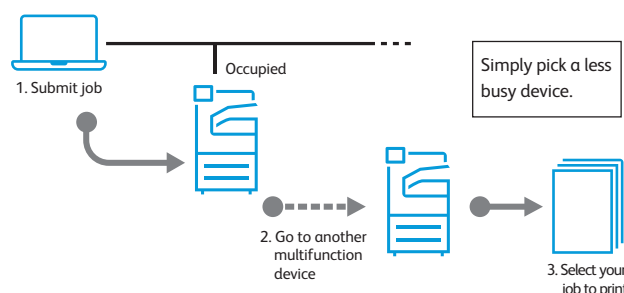 1. Submit job
Occupied
Simply pick a less
busy device.
2. Go to another
multifunction
device
3. Select your
job to print